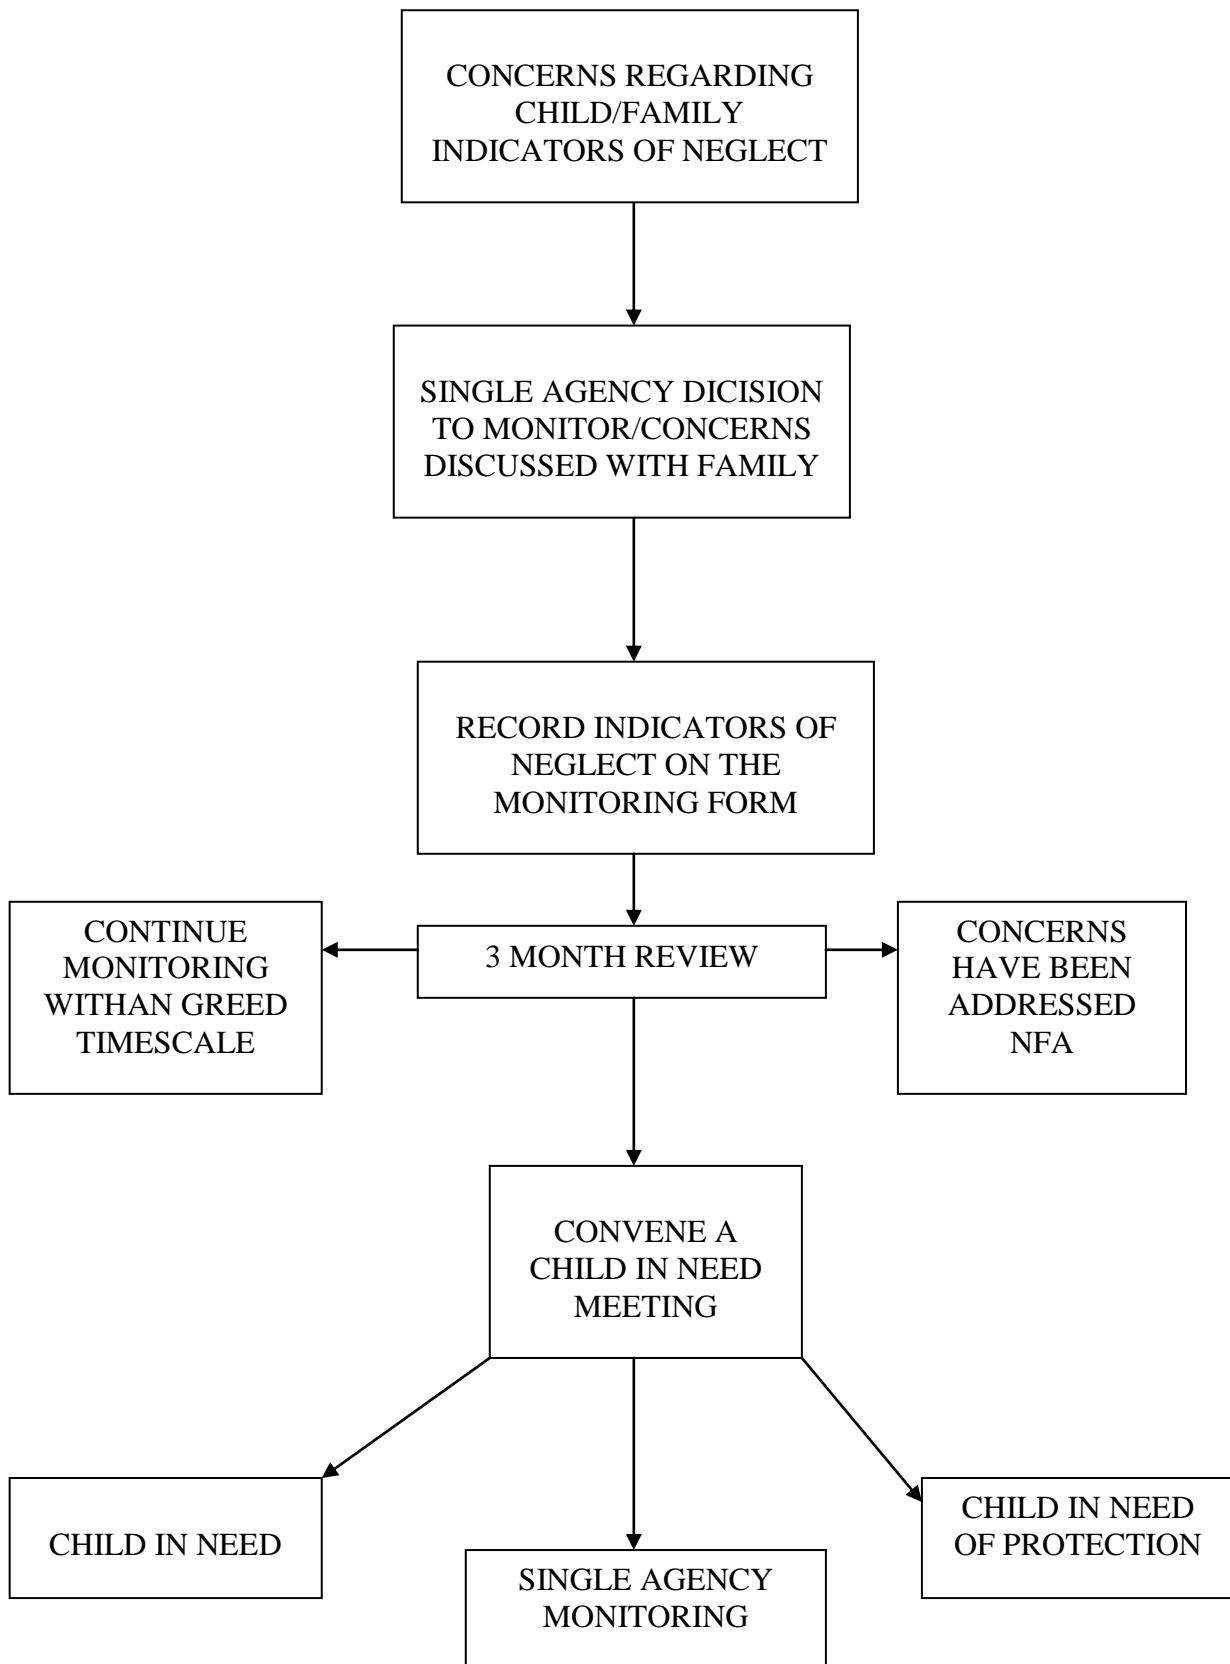 CONCERNS REGARDING
CHILD/FAMILY
INDICATORS OF NEGLECT
SINGLE AGENCY DICISION
TO MONITOR/CONCERNS
DISCUSSED WITH FAMILY
RECORD INDICATORS OF
NEGLECT ON THE
MONITORING FORM
CONTINUE
MONITORING
WITHAN GREED
TIMESCALE
3 MONTH REVIEW
CONCERNS
HAVE BEEN
ADDRESSED
NFA
CONVENE A
CHILD IN NEED
MEETING
CHILD IN NEED
SINGLE AGENCY
MONITORING
CHILD IN NEED
OF PROTECTION